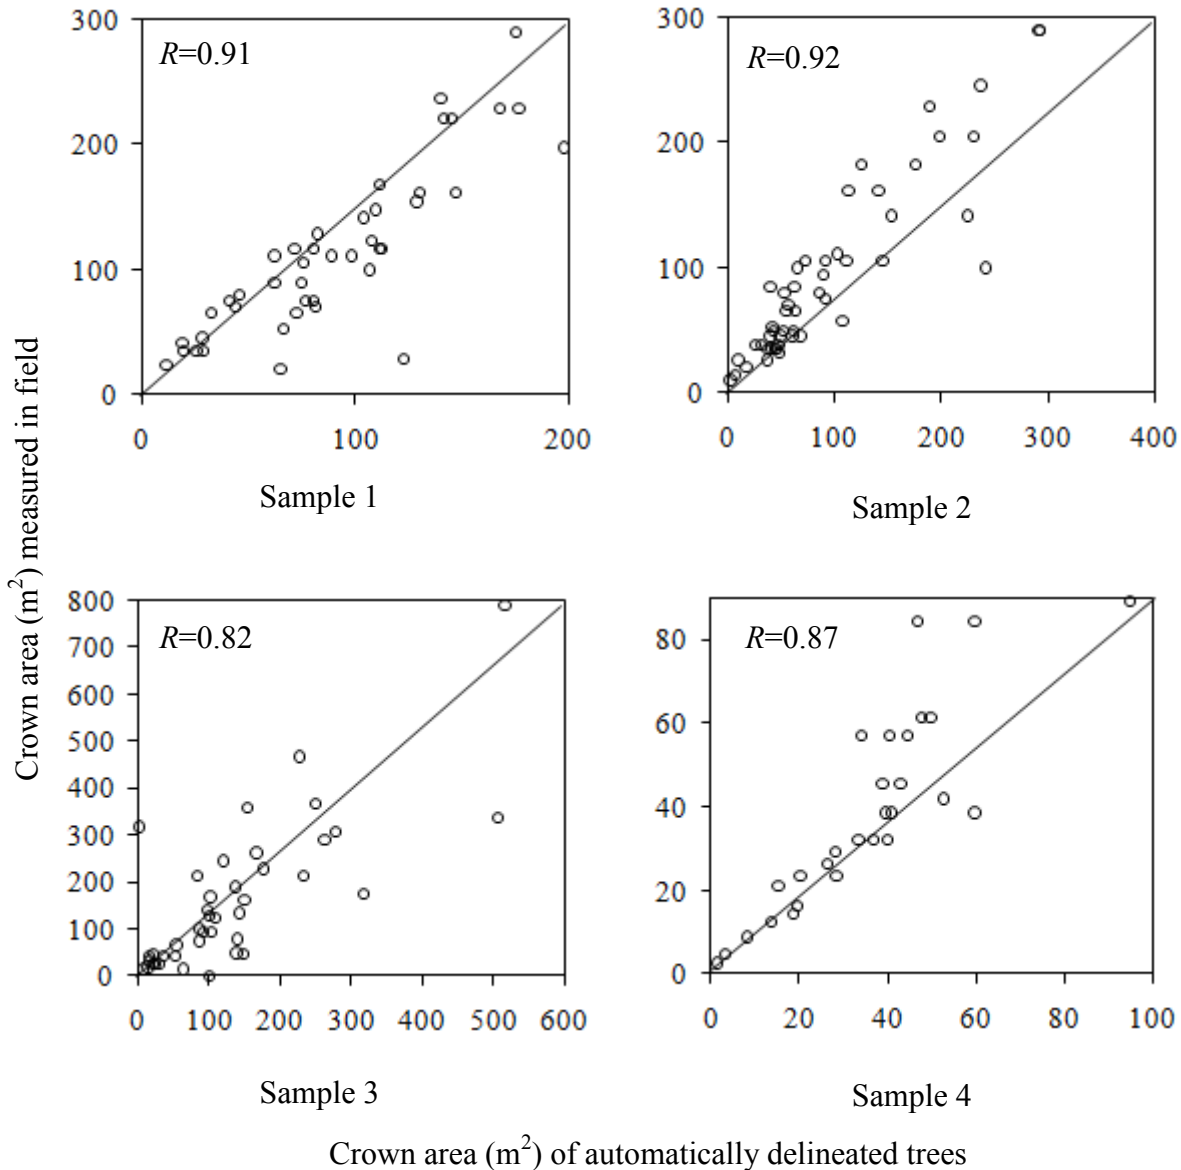 Crown area (m²) measured in field
300
200
100
0
R=0.91
0 100 200
Sample 1
300
200
100
0
R=0.92
0 100 200 300 400
Sample 2
800
700
600
500
400
300
200
100
0
R=0.82
0 100 200 300 400 500 600
Sample 3
80
60
40
20
0
R=0.87
0 20 40 60 80 100
Sample 4
Crown area (m²) of automatically delineated trees